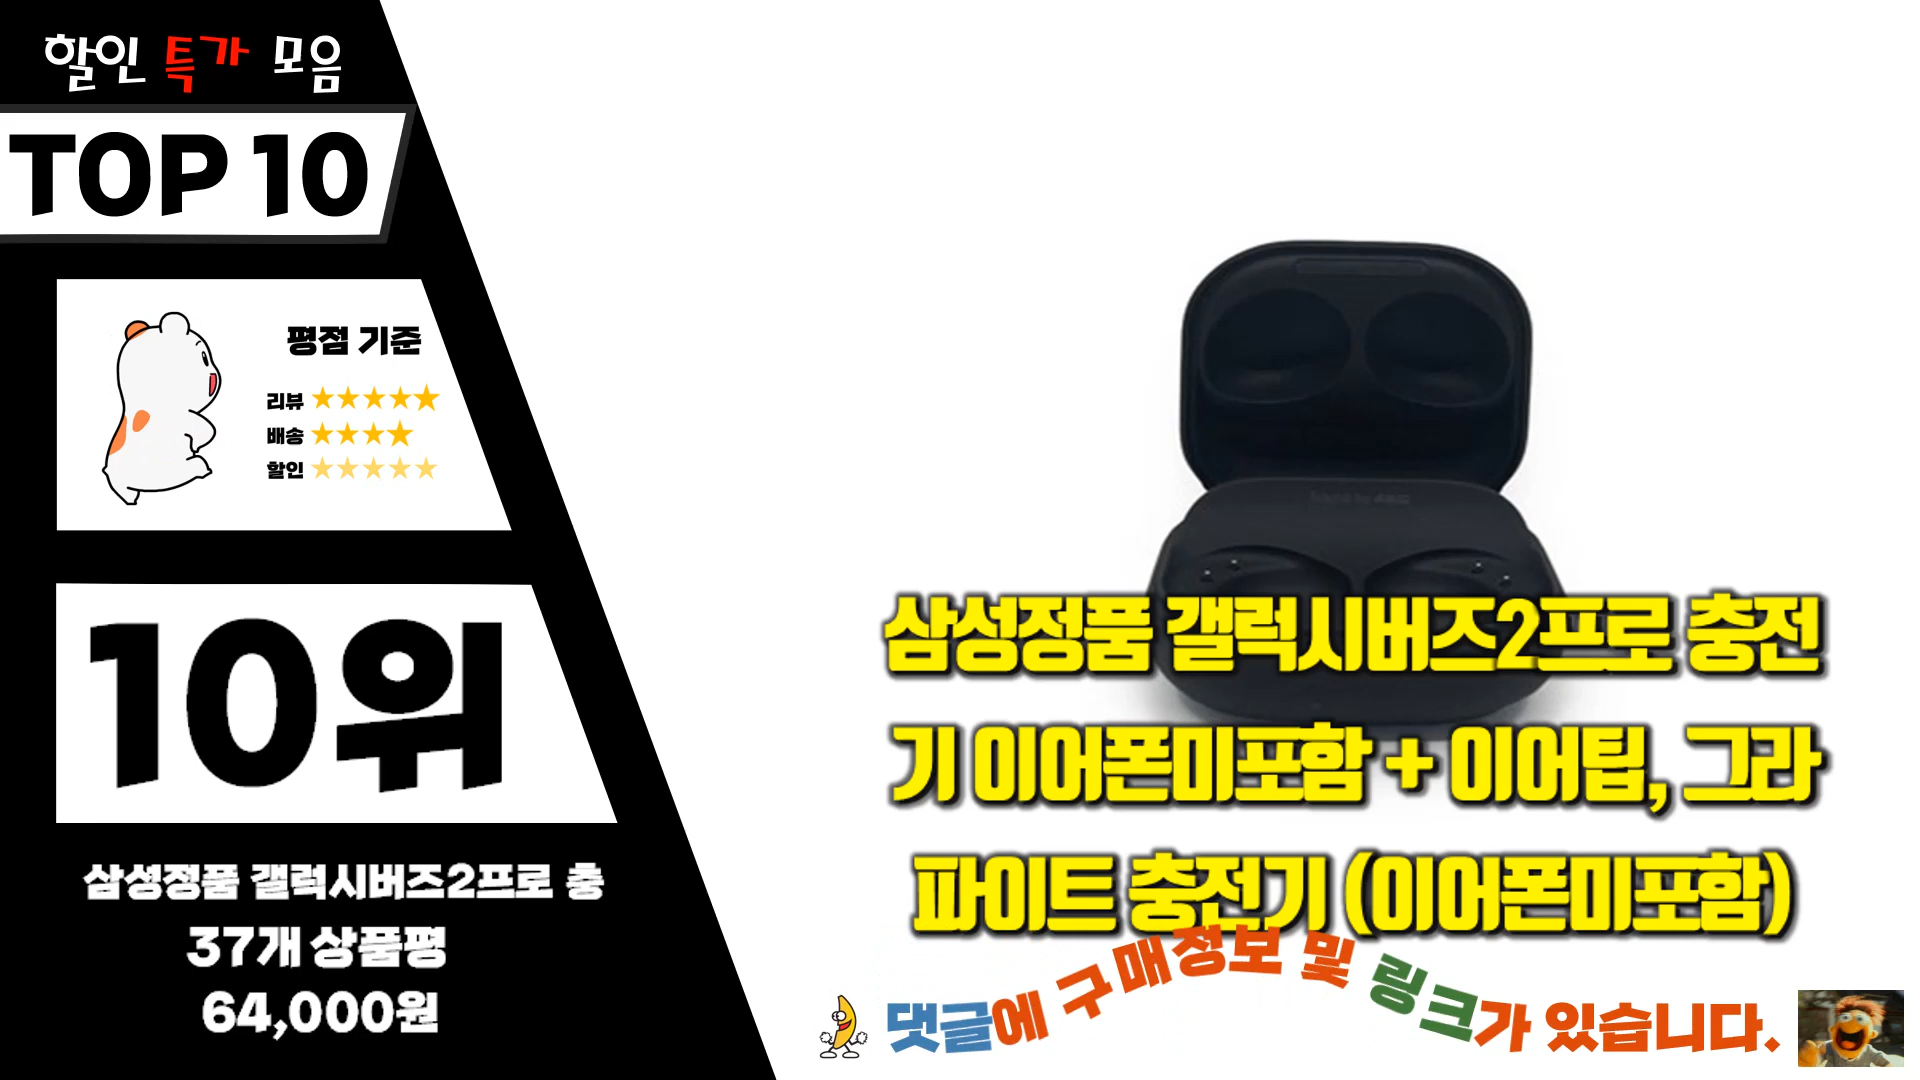 할인 특가 모음
TOP 10
평점 기준
리뷰 ★★★★★
배송 ★★★★
할인 ★★★★★
10위
삼성정품 갤럭시버즈2프로 충
37개 상품평
64,000원
삼성정품 갤럭시버즈2프로 충전
기 이어폰미포함 + 이어팁, 그라
파이트 충전기 (이어폰미포함)
댓글에 구매정보 및 링크가 있습니다.